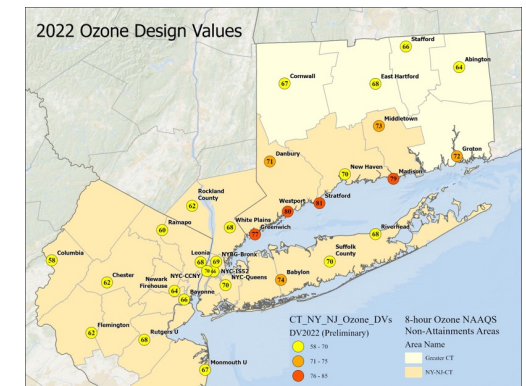 2022 Ozone Design Values
Stafford
66
Abington
64
Cornwall
67
East Hartford
68
Middletown
73
Danbury
71
Groton
72
New Haven
70
Madison
79
Stratford
81
Westport
80
Rockland
County
62
White Plains
68
Greenwich
77
Ramapo
60
Riverhead
68
Suffolk
County
70
Columbia
58
Leonia
68
NYBG-Bronx
69
NYC-CCNY
70
NYC-IS52
66
NYC-Queens
70
Babylon
74
Chester
62
Newark
Firehouse
64
Bayonne
66
Flemington
62
Rutgers U
68
Monmouth U
67
CT_NY_NJ_Ozone_DVs
DV2022 (Preliminary)
58 - 70
71 - 75
76 - 85
8-hour Ozone NAAQS
Non-Attainments Areas
Area Name
Greater CT
NY-NJ-CT